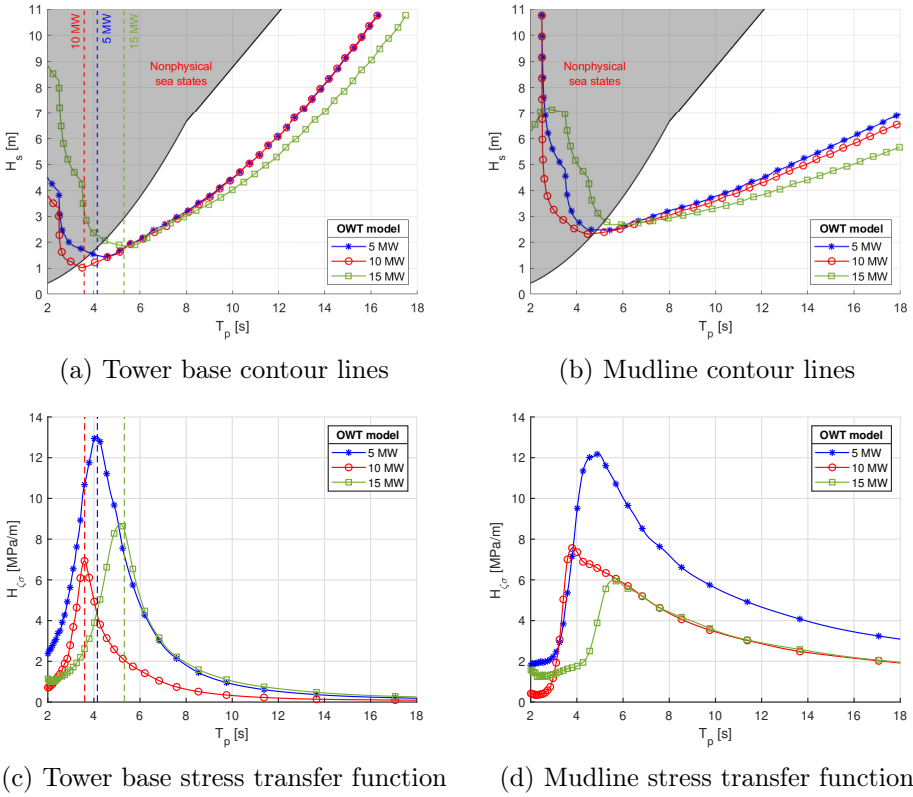 11
10
9
8
7
6
5
4
3
2
1
0
H_s [m]
10 MW
5 MW
15 MW
Nonphysical
sea states
OWT model
5 MW
10 MW
15 MW
2 4 6 8 10 12 14 16 18
T_p [s]
(a) Tower base contour lines
11
10
9
8
7
6
5
4
3
2
1
0
H_s [m]
Nonphysical
sea states
OWT model
5 MW
10 MW
15 MW
2 4 6 8 10 12 14 16 18
T_p [s]
(b) Mudline contour lines
14
12
10
8
6
4
2
0
H_ζσ [MPa/m]
OWT model
5 MW
10 MW
15 MW
2 4 6 8 10 12 14 16 18
T_p [s]
(c) Tower base stress transfer function
14
12
10
8
6
4
2
0
H_ζσ [MPa/m]
OWT model
5 MW
10 MW
15 MW
2 4 6 8 10 12 14 16 18
T_p [s]
(d) Mudline stress transfer function